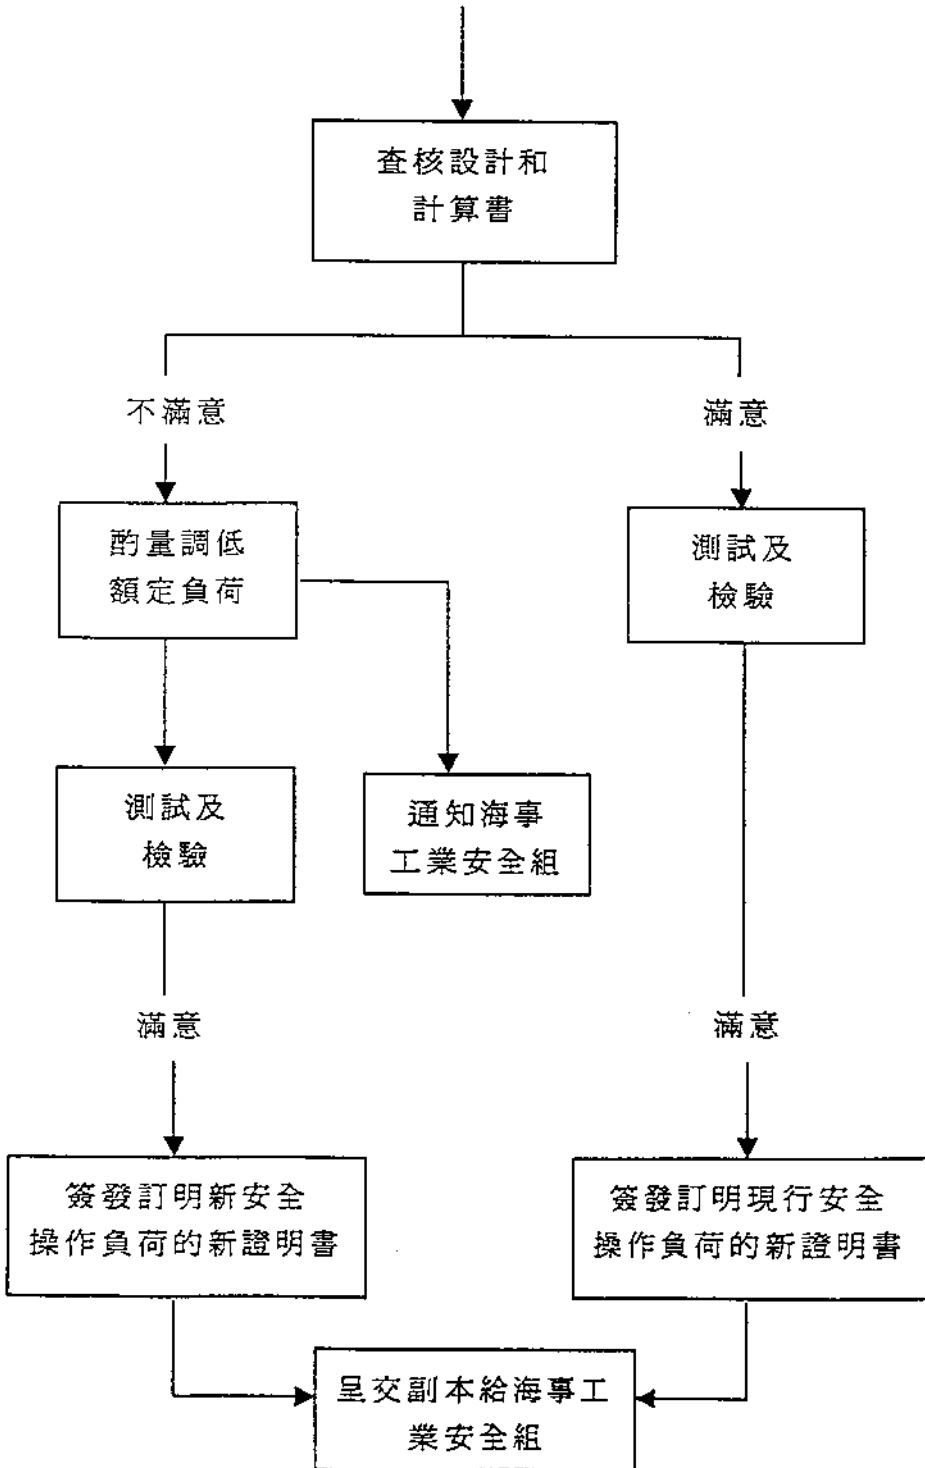 查核設計和
計算書
不滿意
滿意
酌量調低
額定負荷
測試及
檢驗
測試及
檢驗
通知海事
工業安全組
滿意
滿意
簽發訂明新安全
操作負荷的新證明書
簽發訂明現行安全
操作負荷的新證明書
呈交副本給海事工
業安全組